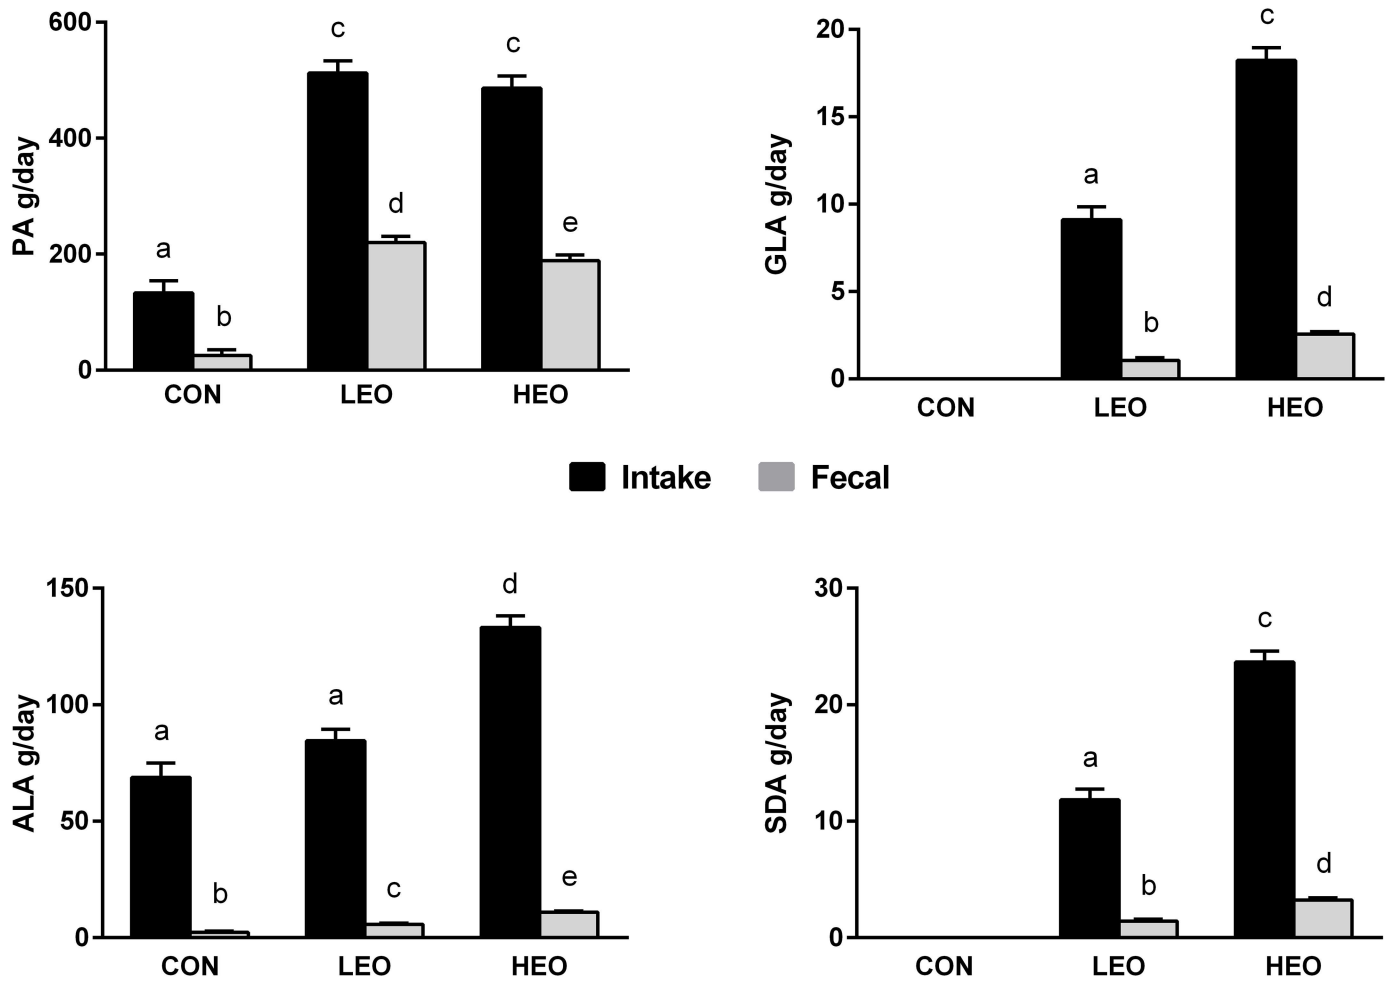 PA g/day
600
400
200
0
a
b
c
d
c
e
CON LEO HEO
GLA g/day
20
15
10
5
0
a
b
c
d
CON LEO HEO
Intake Fecal
ALA g/day
150
100
50
0
a
b
a
c
d
e
CON LEO HEO
SDA g/day
30
20
10
0
a
b
c
d
CON LEO HEO